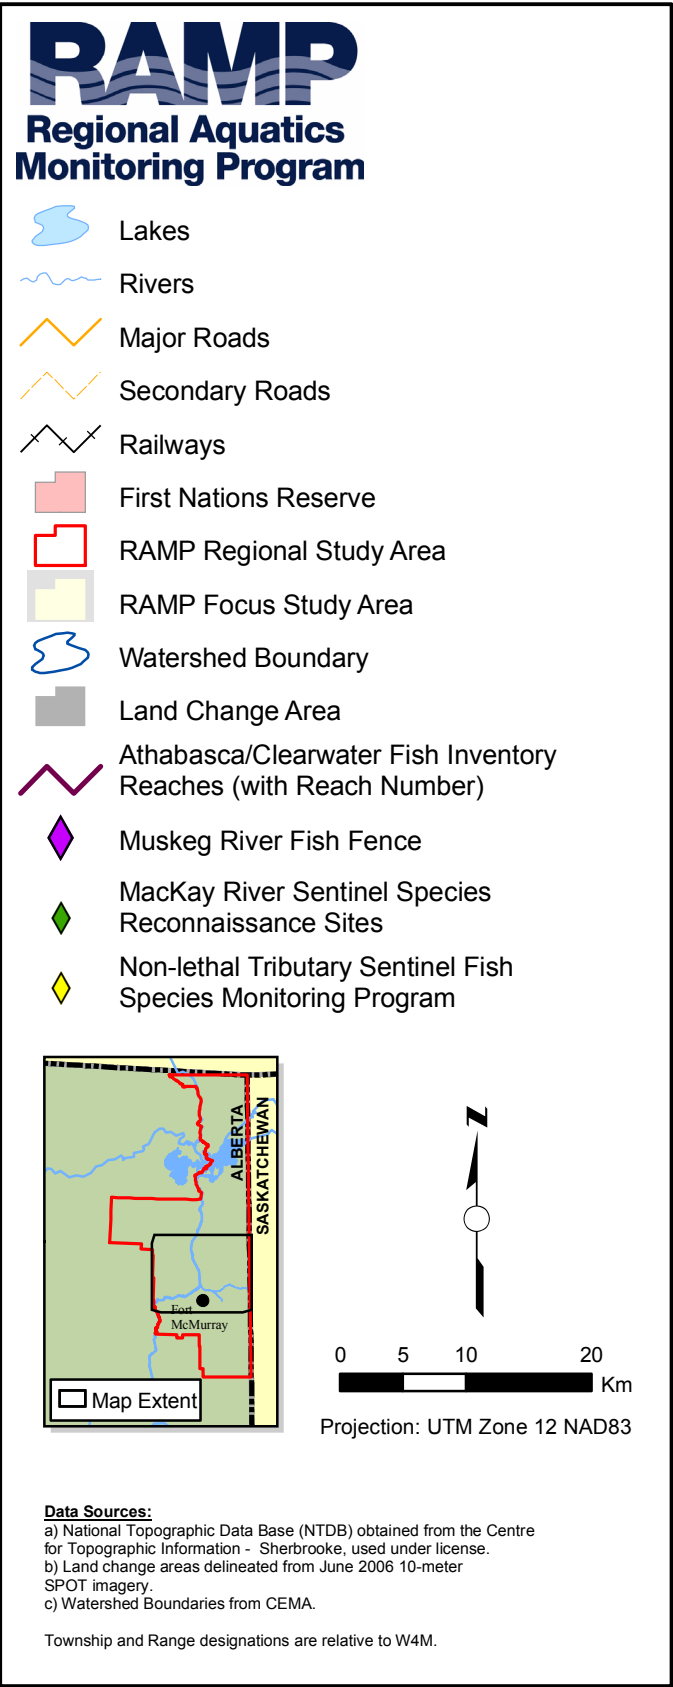 RAMP
Regional Aquatics
Monitoring Program
Lakes
Rivers
Major Roads
Secondary Roads
Railways
First Nations Reserve
RAMP Regional Study Area
RAMP Focus Study Area
Watershed Boundary
Land Change Area
Athabasca/Clearwater Fish Inventory
Reaches (with Reach Number)
Muskeg River Fish Fence
MacKay River Sentinel Species
Reconnaissance Sites
Non-lethal Tributary Sentinel Fish
Species Monitoring Program
ALBERTA
SASKATCHEWAN
Fort
McMurray
Map Extent
N
0 5 10 20
Km
Projection: UTM Zone 12 NAD83
Data Sources:
a) National Topographic Data Base (NTDB) obtained from the Centre
for Topographic Information - Sherbrooke, used under license.
b) Land change areas delineated from June 2006 10-meter
SPOT imagery.
c) Watershed Boundaries from CEMA.
Township and Range designations are relative to W4M.